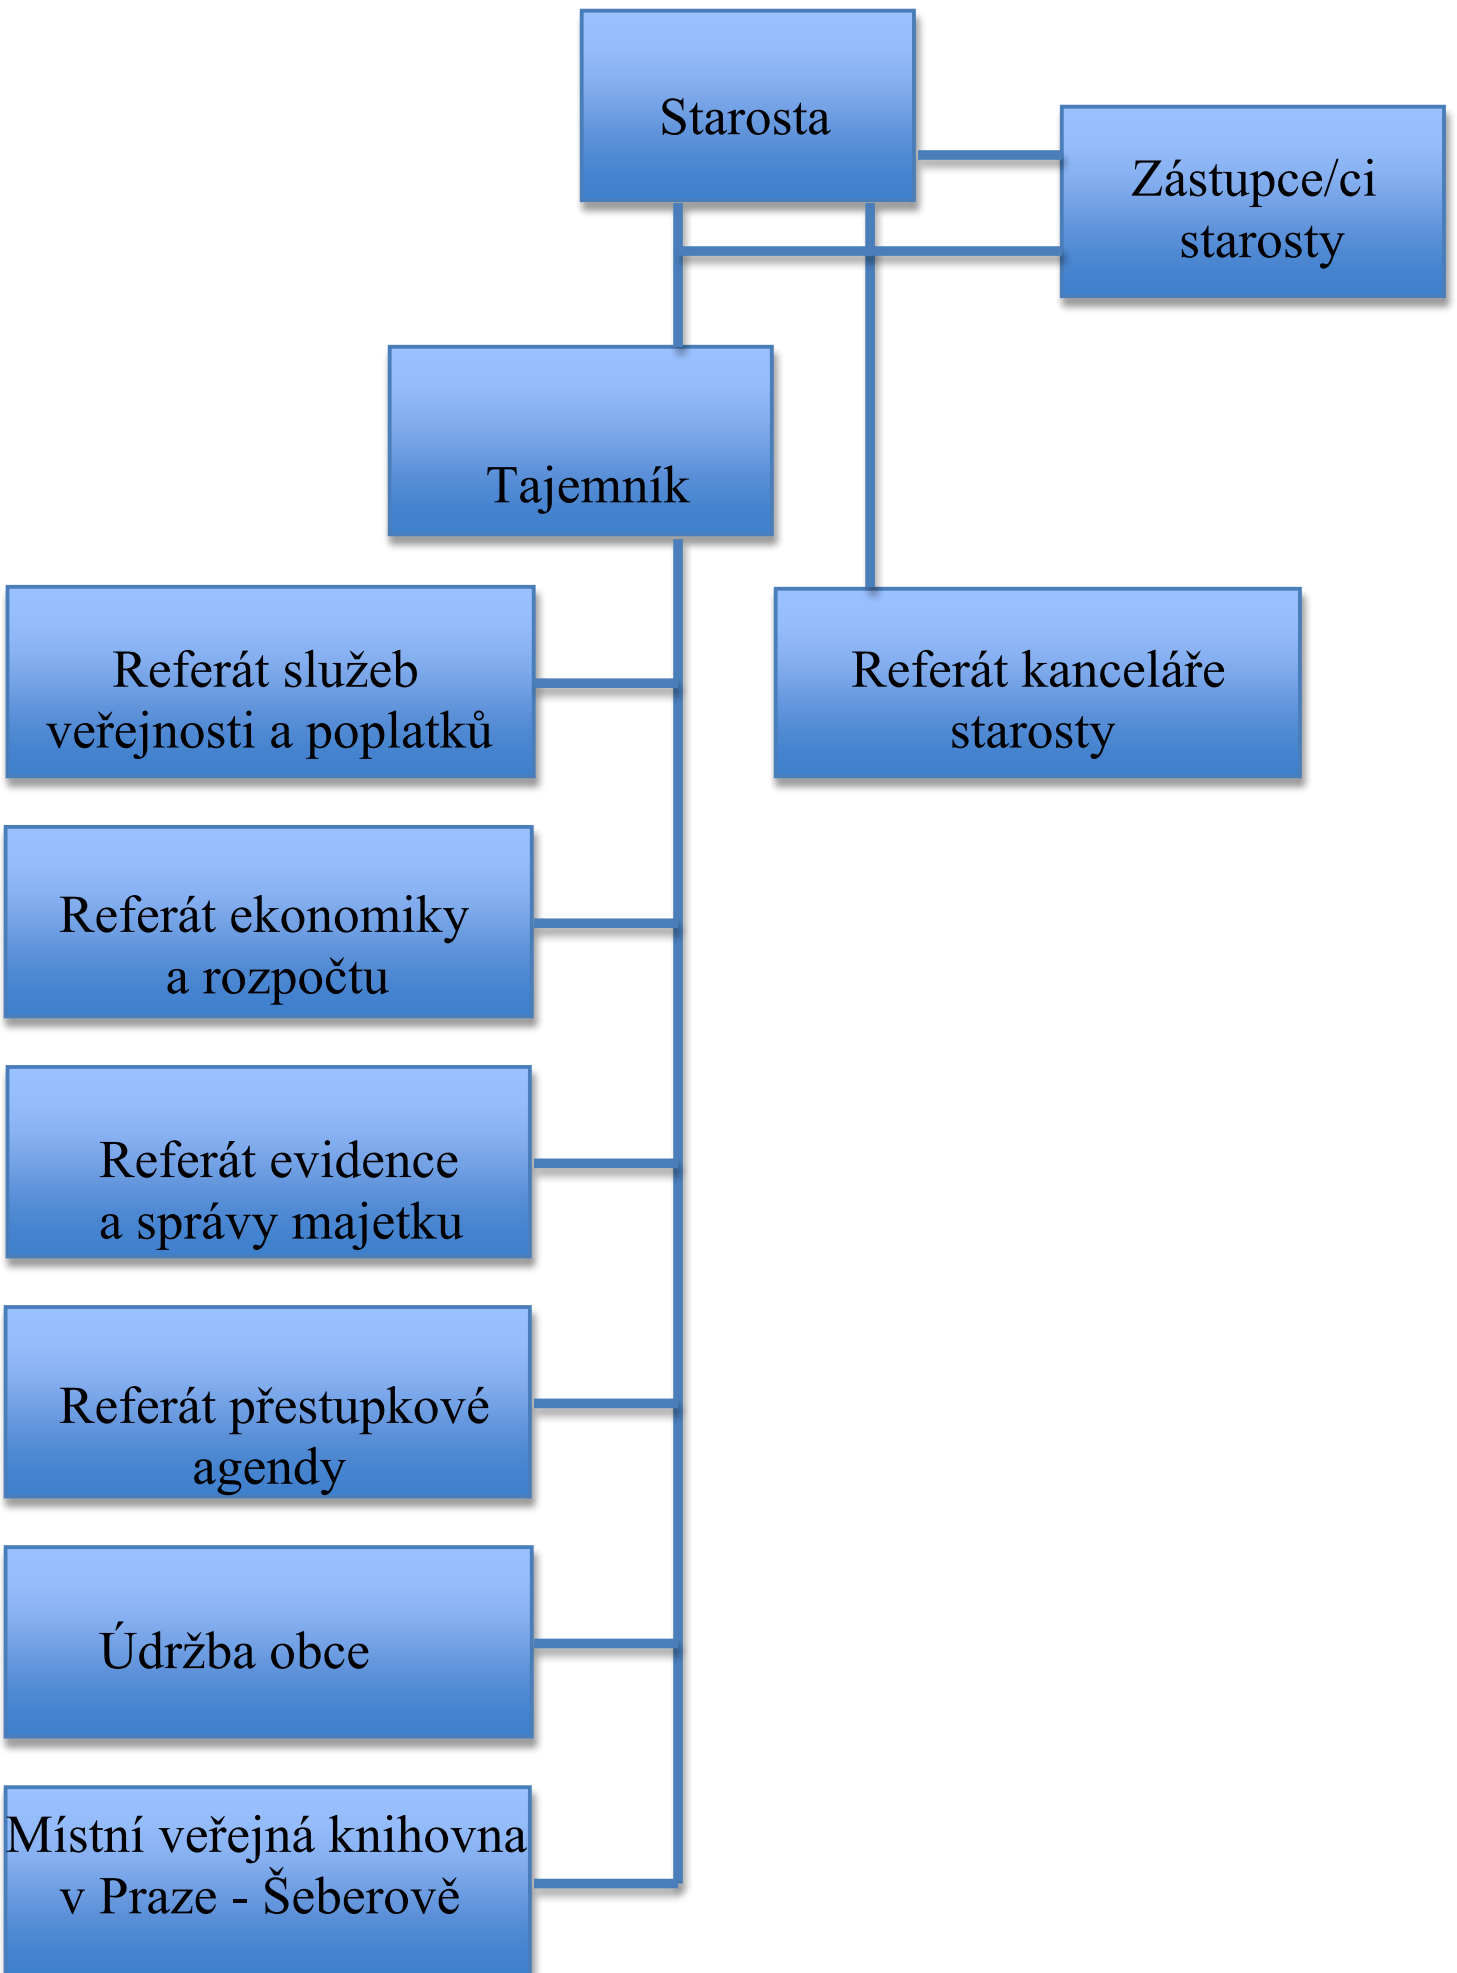 Starosta
Zástupce/ci
starosty
Tajemník
Referát služeb
veřejnosti a poplatků
Referát kanceláře
starosty
Referát ekonomiky
a rozpočtu
Referát evidence
a správy majetku
Referát přestupkové
agendy
Údržba obce
Místní veřejná knihovna
v Praze - Šeberově